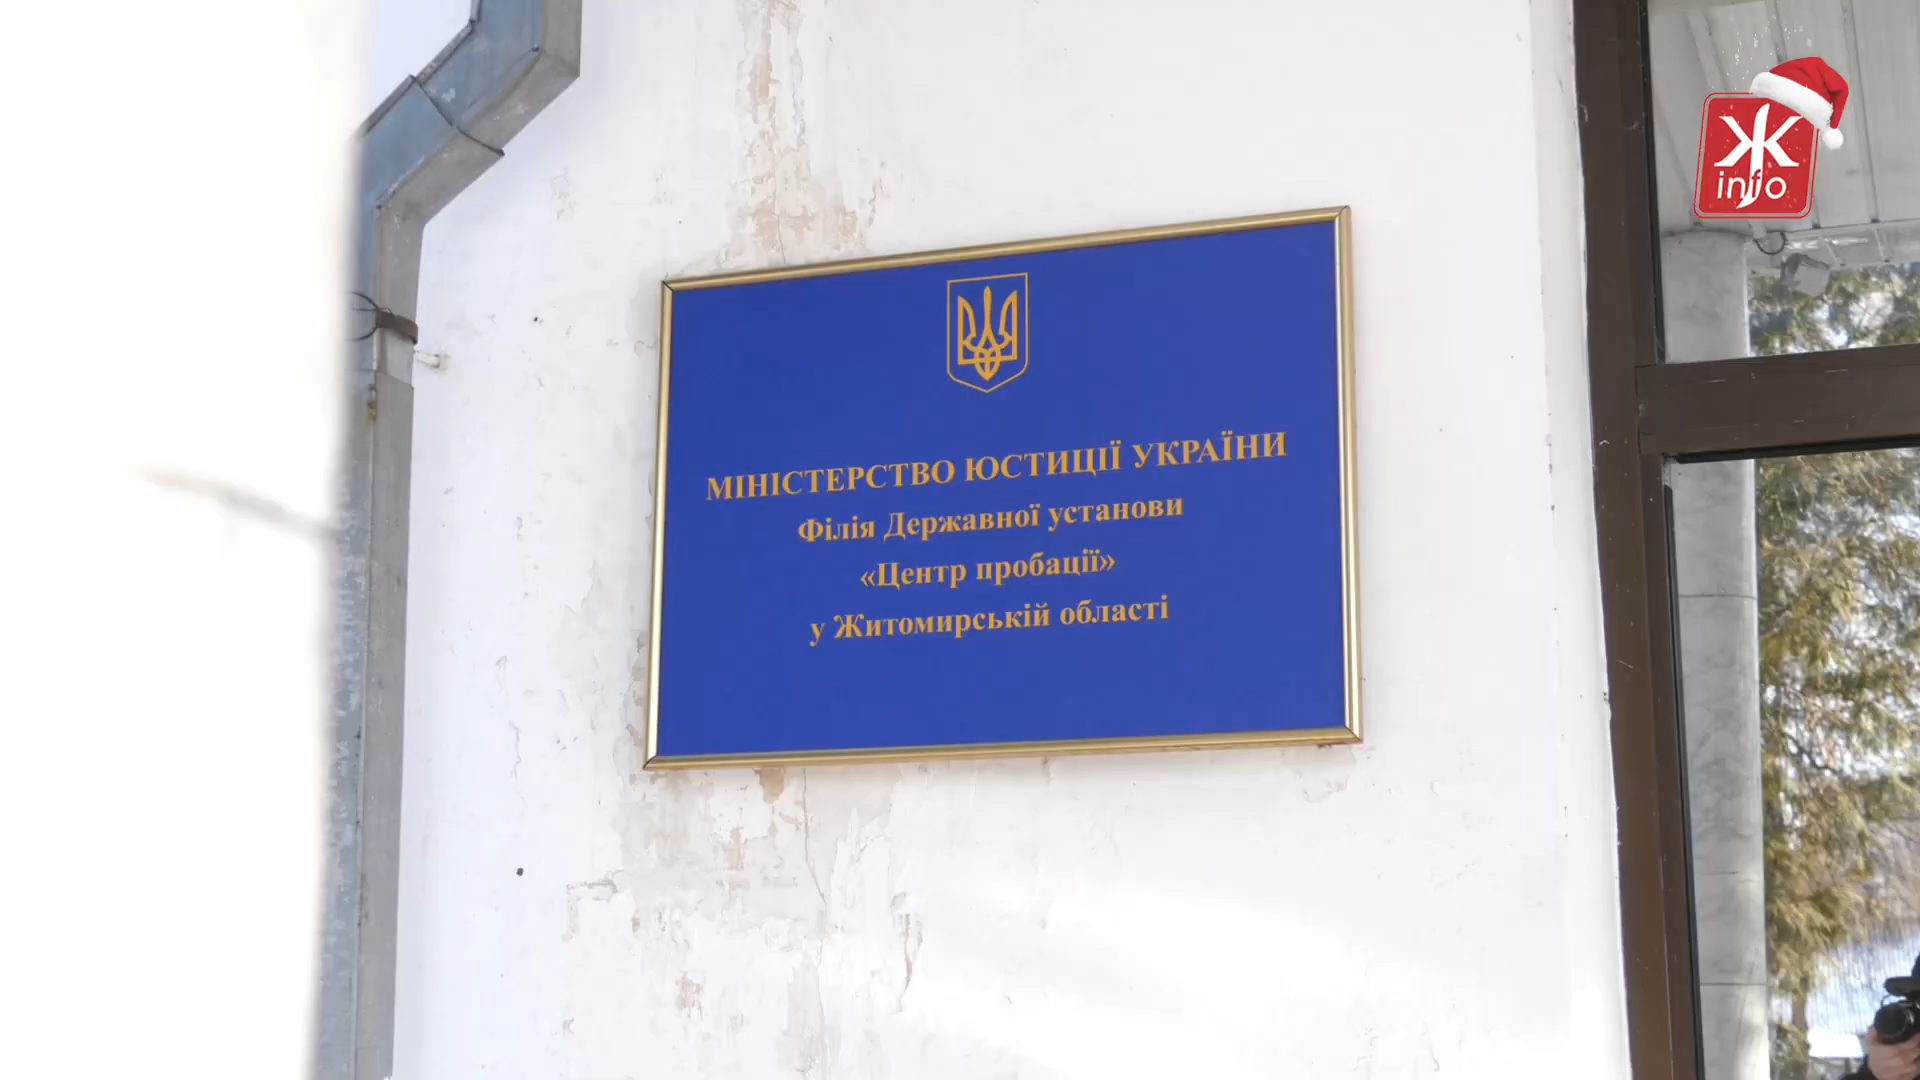 Ж
info
МІНІСТЕРСТВО ЮСТИЦІЇ УКРАЇНИ
Філія Державної установи
«Центр пробації»
у Житомирській області